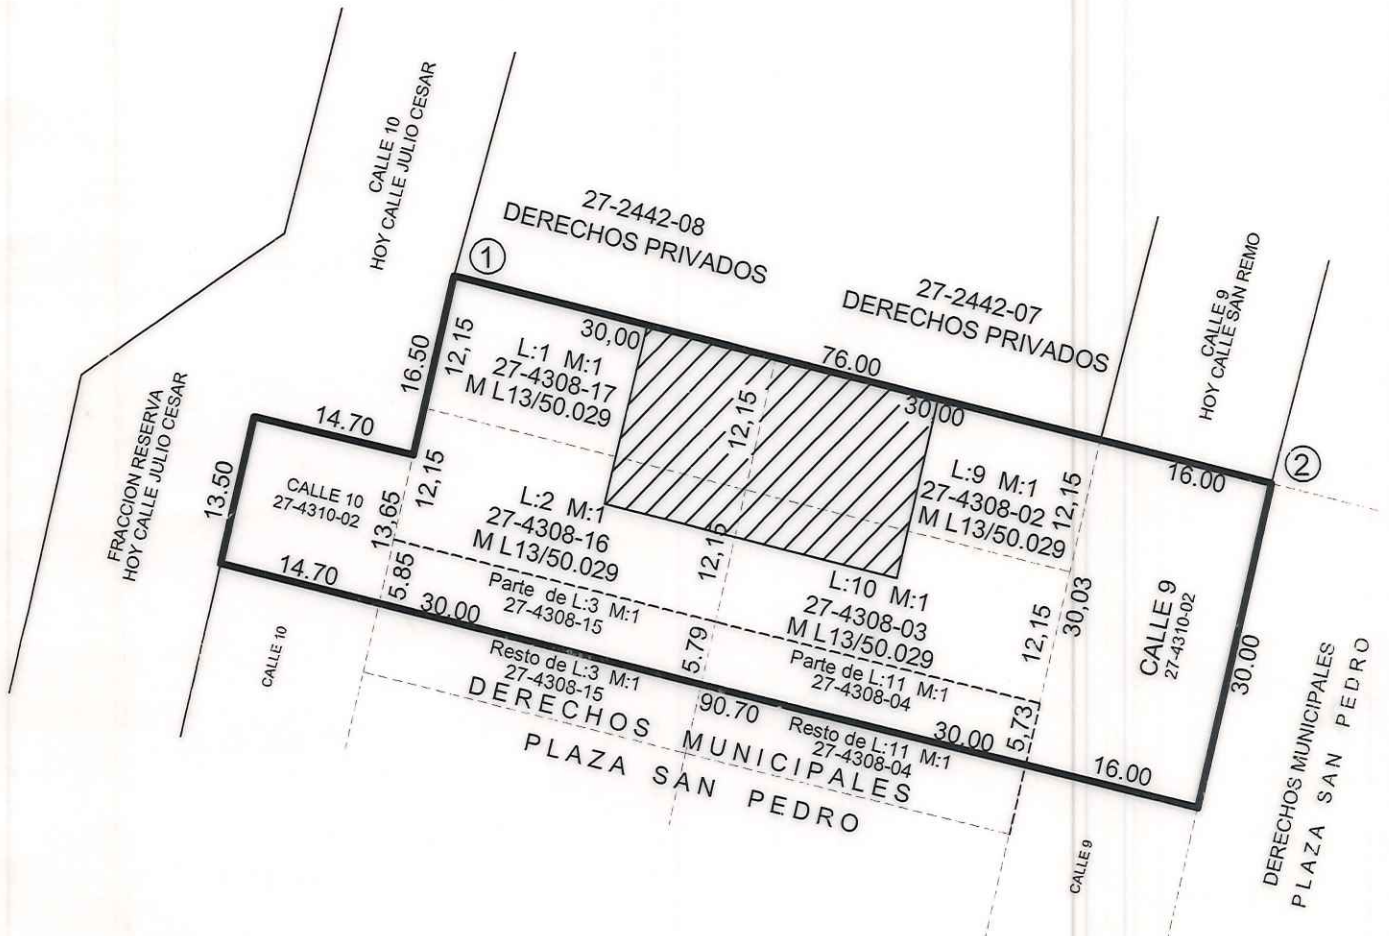 CALLE 10
HOY CALLE JULIO CESAR
27-2442-08
DERECHOS PRIVADOS
27-2442-07
DERECHOS PRIVADOS
CALLE 9
HOY CALLE SAN REMO
1
2
16.50
12,15
30,00
L:1 M:1
27-4308-17
M L13/50.029
76.00
12,15
30,00
L:9 M:1
27-4308-02
M L13/50.029
12,15
16.00
FRACCION RESERVA
HOY CALLE JULIO CESAR
14.70
13.50
CALLE 10
27-4310-02
13,65
12,15
L:2 M:1
27-4308-16
M L13/50.029
12,15
L:10 M:1
27-4308-03
M L13/50.029
12,15
30,03
CALLE 9
27-4310-02
30.00
14.70
5.85
30.00
Parte de L:3 M:1
27-4308-15
5.79
Parte de L:11 M:1
27-4308-04
5,73
CALLE 10
Resto de L:3 M:1
27-4308-15
90.70
Resto de L:11 M:1
27-4308-04
30.00
16.00
DERECHOS MUNICIPALES
PLAZA SAN PEDRO
CALLE 9
DERECHOS MUNICIPALES
PLAZA SAN PEDRO